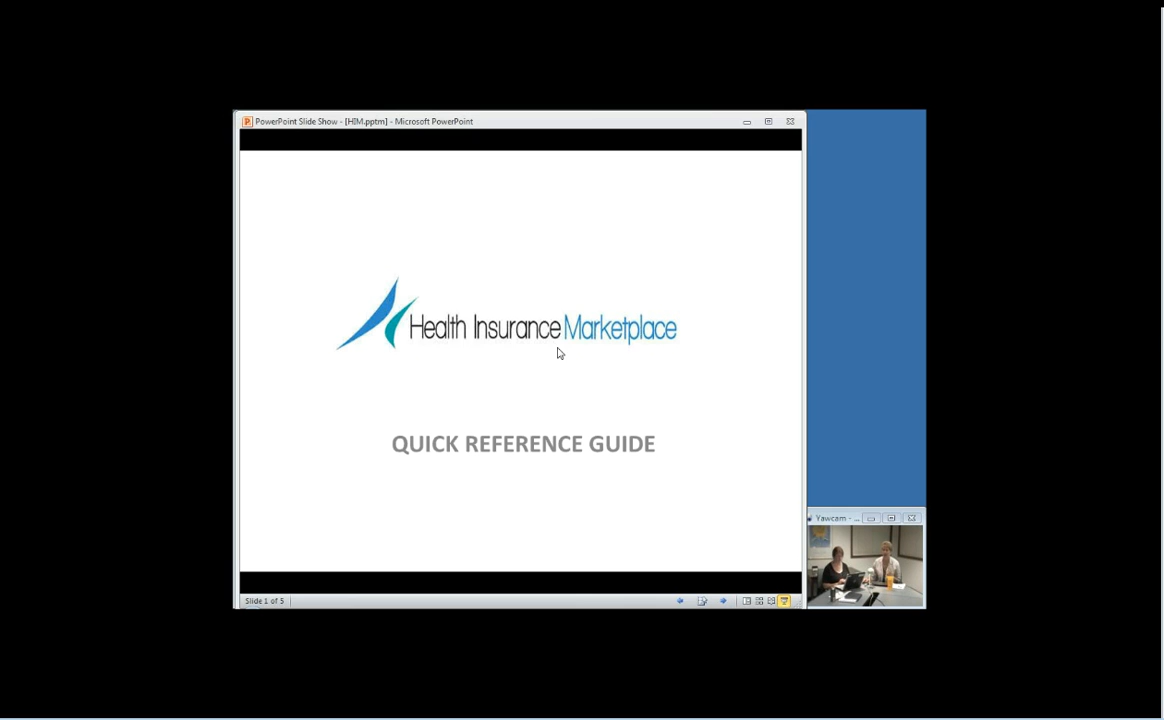 PowerPoint Slide Show - [HIM.pptm] - Microsoft PowerPoint
Health Insurance Marketplace
QUICK REFERENCE GUIDE
Yawcam - ...
Slide 1 of 5